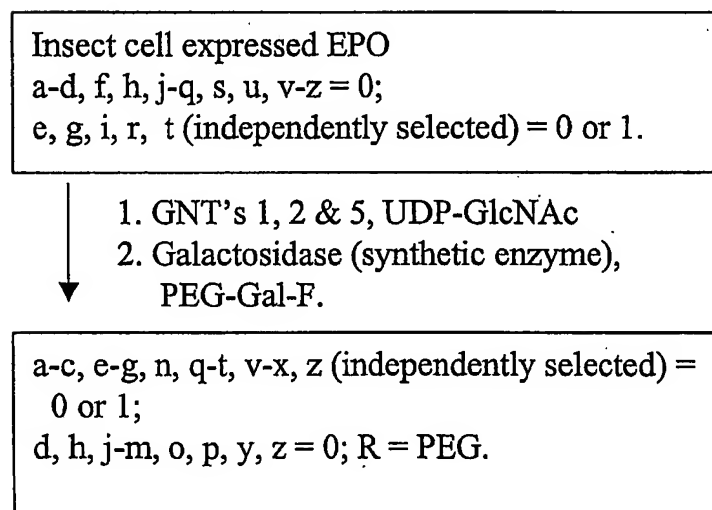 Insect cell expressed EPO
a-d, f, h, j-q, s, u, v-z = 0;
e, g, i, r, t (independently selected) = 0 or 1.
1. GNT's 1, 2 & 5, UDP-GlcNAc
2. Galactosidase (synthetic enzyme),
PEG-Gal-F.
a-c, e-g, n, q-t, v-x, z (independently selected) =
0 or 1;
d, h, j-m, o, p, y, z = 0; R = PEG.